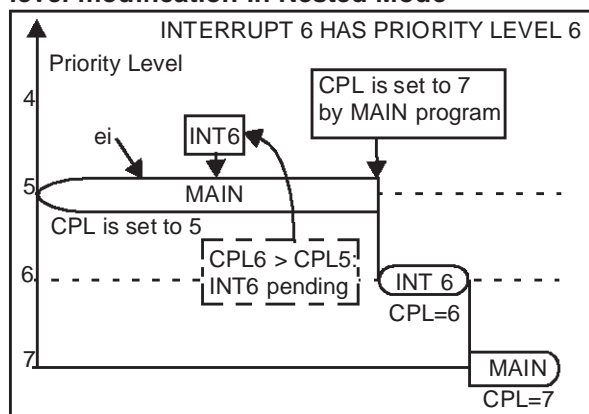 level modification in Nested Mode
INTERRUPT 6 HAS PRIORITY LEVEL 6
Priority Level
4
CPL is set to 7
by MAIN program
ei
INT6
5
MAIN
CPL is set to 5
CPL6 > CPL5:
INT6 pending
6
INT 6
CPL=6
7
MAIN
CPL=7